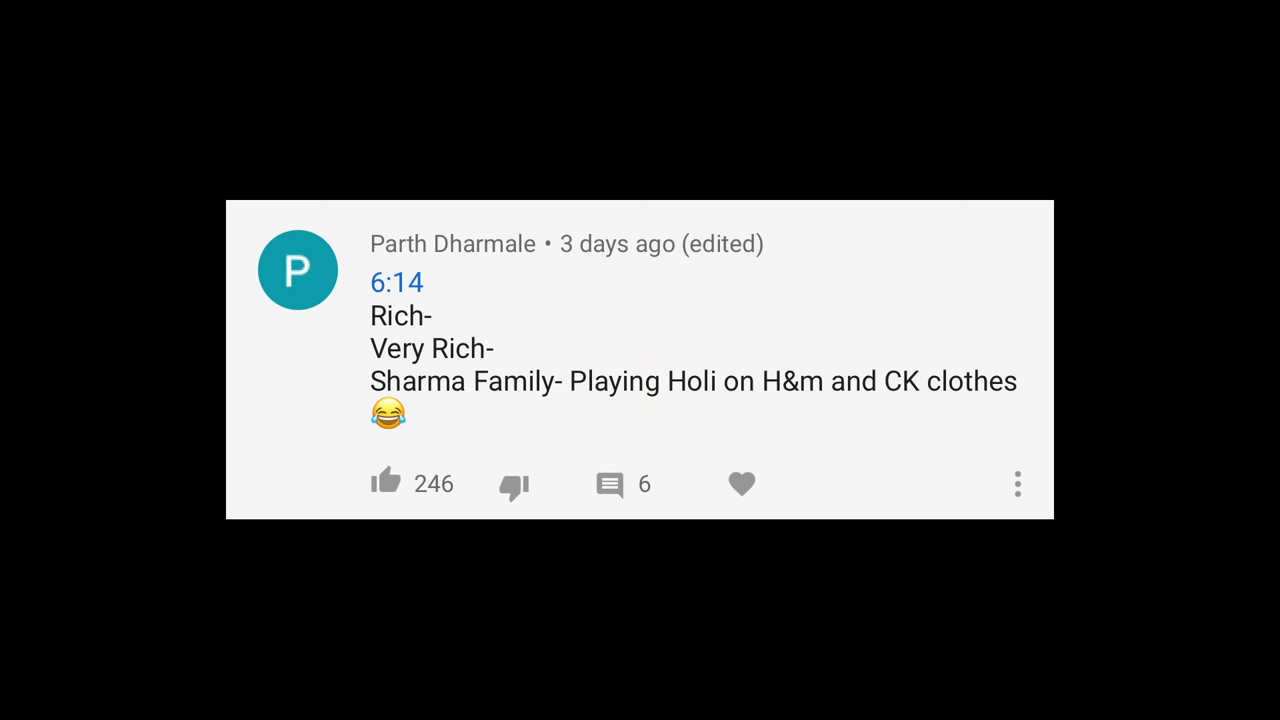 P
Parth Dharmale • 3 days ago (edited)
6:14
Rich-
Very Rich-
Sharma Family- Playing Holi on H&m and CK clothes
😂
246
6